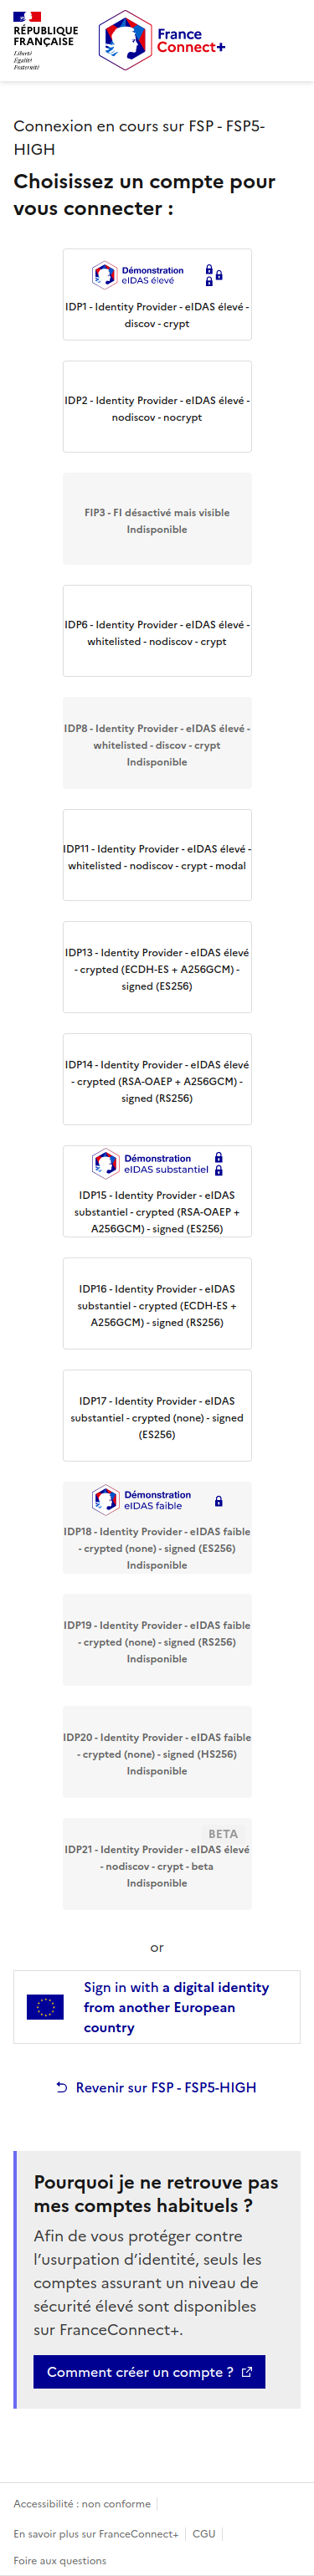 RÉPUBLIQUE
FRANÇAISE
Liberté
Égalité
Fraternité
France
Connect+
Connexion en cours sur FSP - FSP5-
HIGH
Choisissez un compte pour
vous connecter :
Démonstration
eIDAS élevé
IDP1 - Identity Provider - eIDAS élevé -
discov - crypt
IDP2 - Identity Provider - eIDAS élevé -
nodiscov - nocrypt
FIP3 - FI désactivé mais visible
Indisponible
IDP6 - Identity Provider - eIDAS élevé -
whitelisted - nodiscov - crypt
IDP8 - Identity Provider - eIDAS élevé -
whitelisted - discov - crypt
Indisponible
IDP11 - Identity Provider - eIDAS élevé -
whitelisted - nodiscov - crypt - modal
IDP13 - Identity Provider - eIDAS élevé
- crypted (ECDH-ES + A256GCM) -
signed (ES256)
IDP14 - Identity Provider - eIDAS élevé
- crypted (RSA-OAEP + A256GCM) -
signed (RS256)
Démonstration
eIDAS substantiel
IDP15 - Identity Provider - eIDAS
substantiel - crypted (RSA-OAEP +
A256GCM) - signed (ES256)
IDP16 - Identity Provider - eIDAS
substantiel - crypted (ECDH-ES +
A256GCM) - signed (RS256)
IDP17 - Identity Provider - eIDAS
substantiel - crypted (none) - signed
(ES256)
Démonstration
eIDAS faible
IDP18 - Identity Provider - eIDAS faible
- crypted (none) - signed (ES256)
Indisponible
IDP19 - Identity Provider - eIDAS faible
- crypted (none) - signed (RS256)
Indisponible
IDP20 - Identity Provider - eIDAS faible
- crypted (none) - signed (HS256)
Indisponible
BETA
IDP21 - Identity Provider - eIDAS élevé
- nodiscov - crypt - beta
Indisponible
or
Sign in with a digital identity
from another European
country
Revenir sur FSP - FSP5-HIGH
Pourquoi je ne retrouve pas
mes comptes habituels ?
Afin de vous protéger contre
l’usurpation d’identité, seuls les
comptes assurant un niveau de
sécurité élevé sont disponibles
sur FranceConnect+.
Comment créer un compte ?
Accessibilité : non conforme
En savoir plus sur FranceConnect+
CGU
Foire aux questions